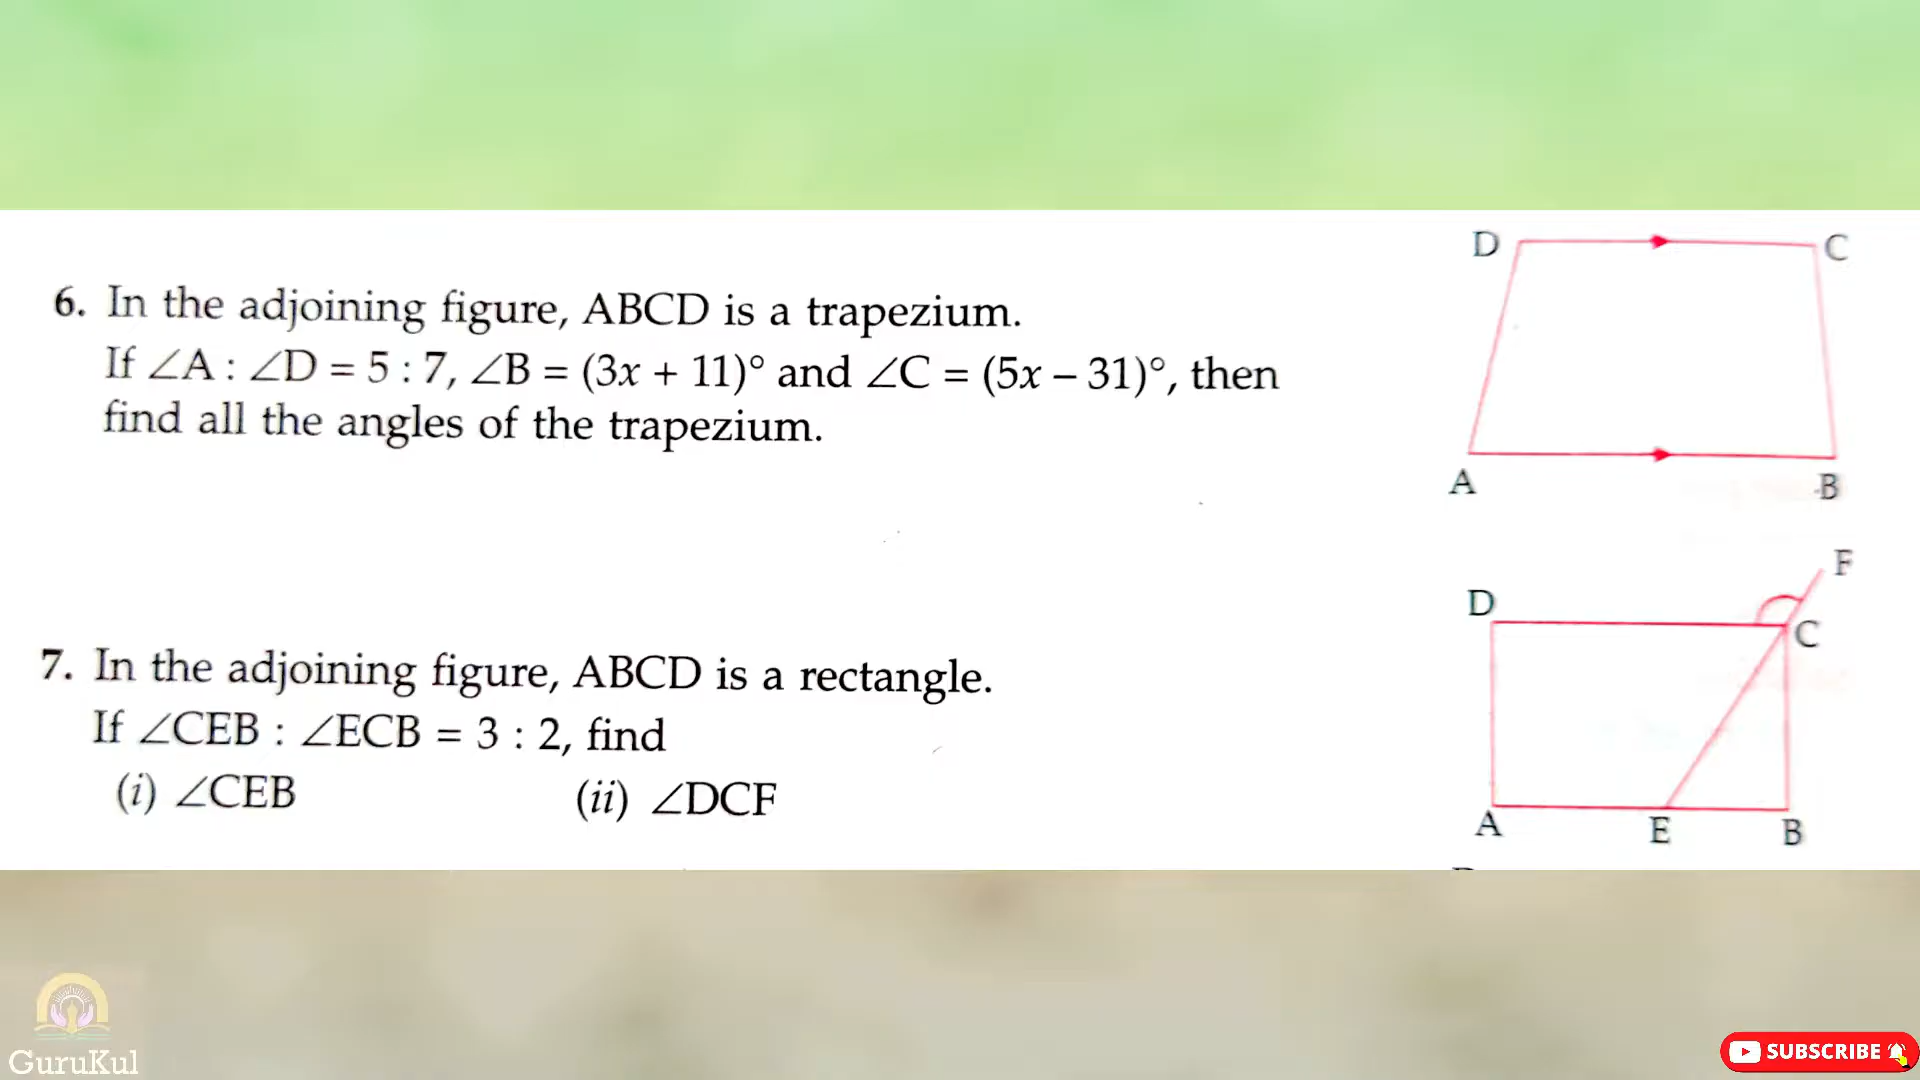 6. In the adjoining figure, ABCD is a trapezium.
If ∠A : ∠D = 5 : 7, ∠B = (3x + 11)° and ∠C = (5x – 31)°, then
find all the angles of the trapezium.
D
C
A
B
7. In the adjoining figure, ABCD is a rectangle.
If ∠CEB : ∠ECB = 3 : 2, find
(i) ∠CEB (ii) ∠DCF
F
D
C
A
E
B
GuruKul
SUBSCRIBE